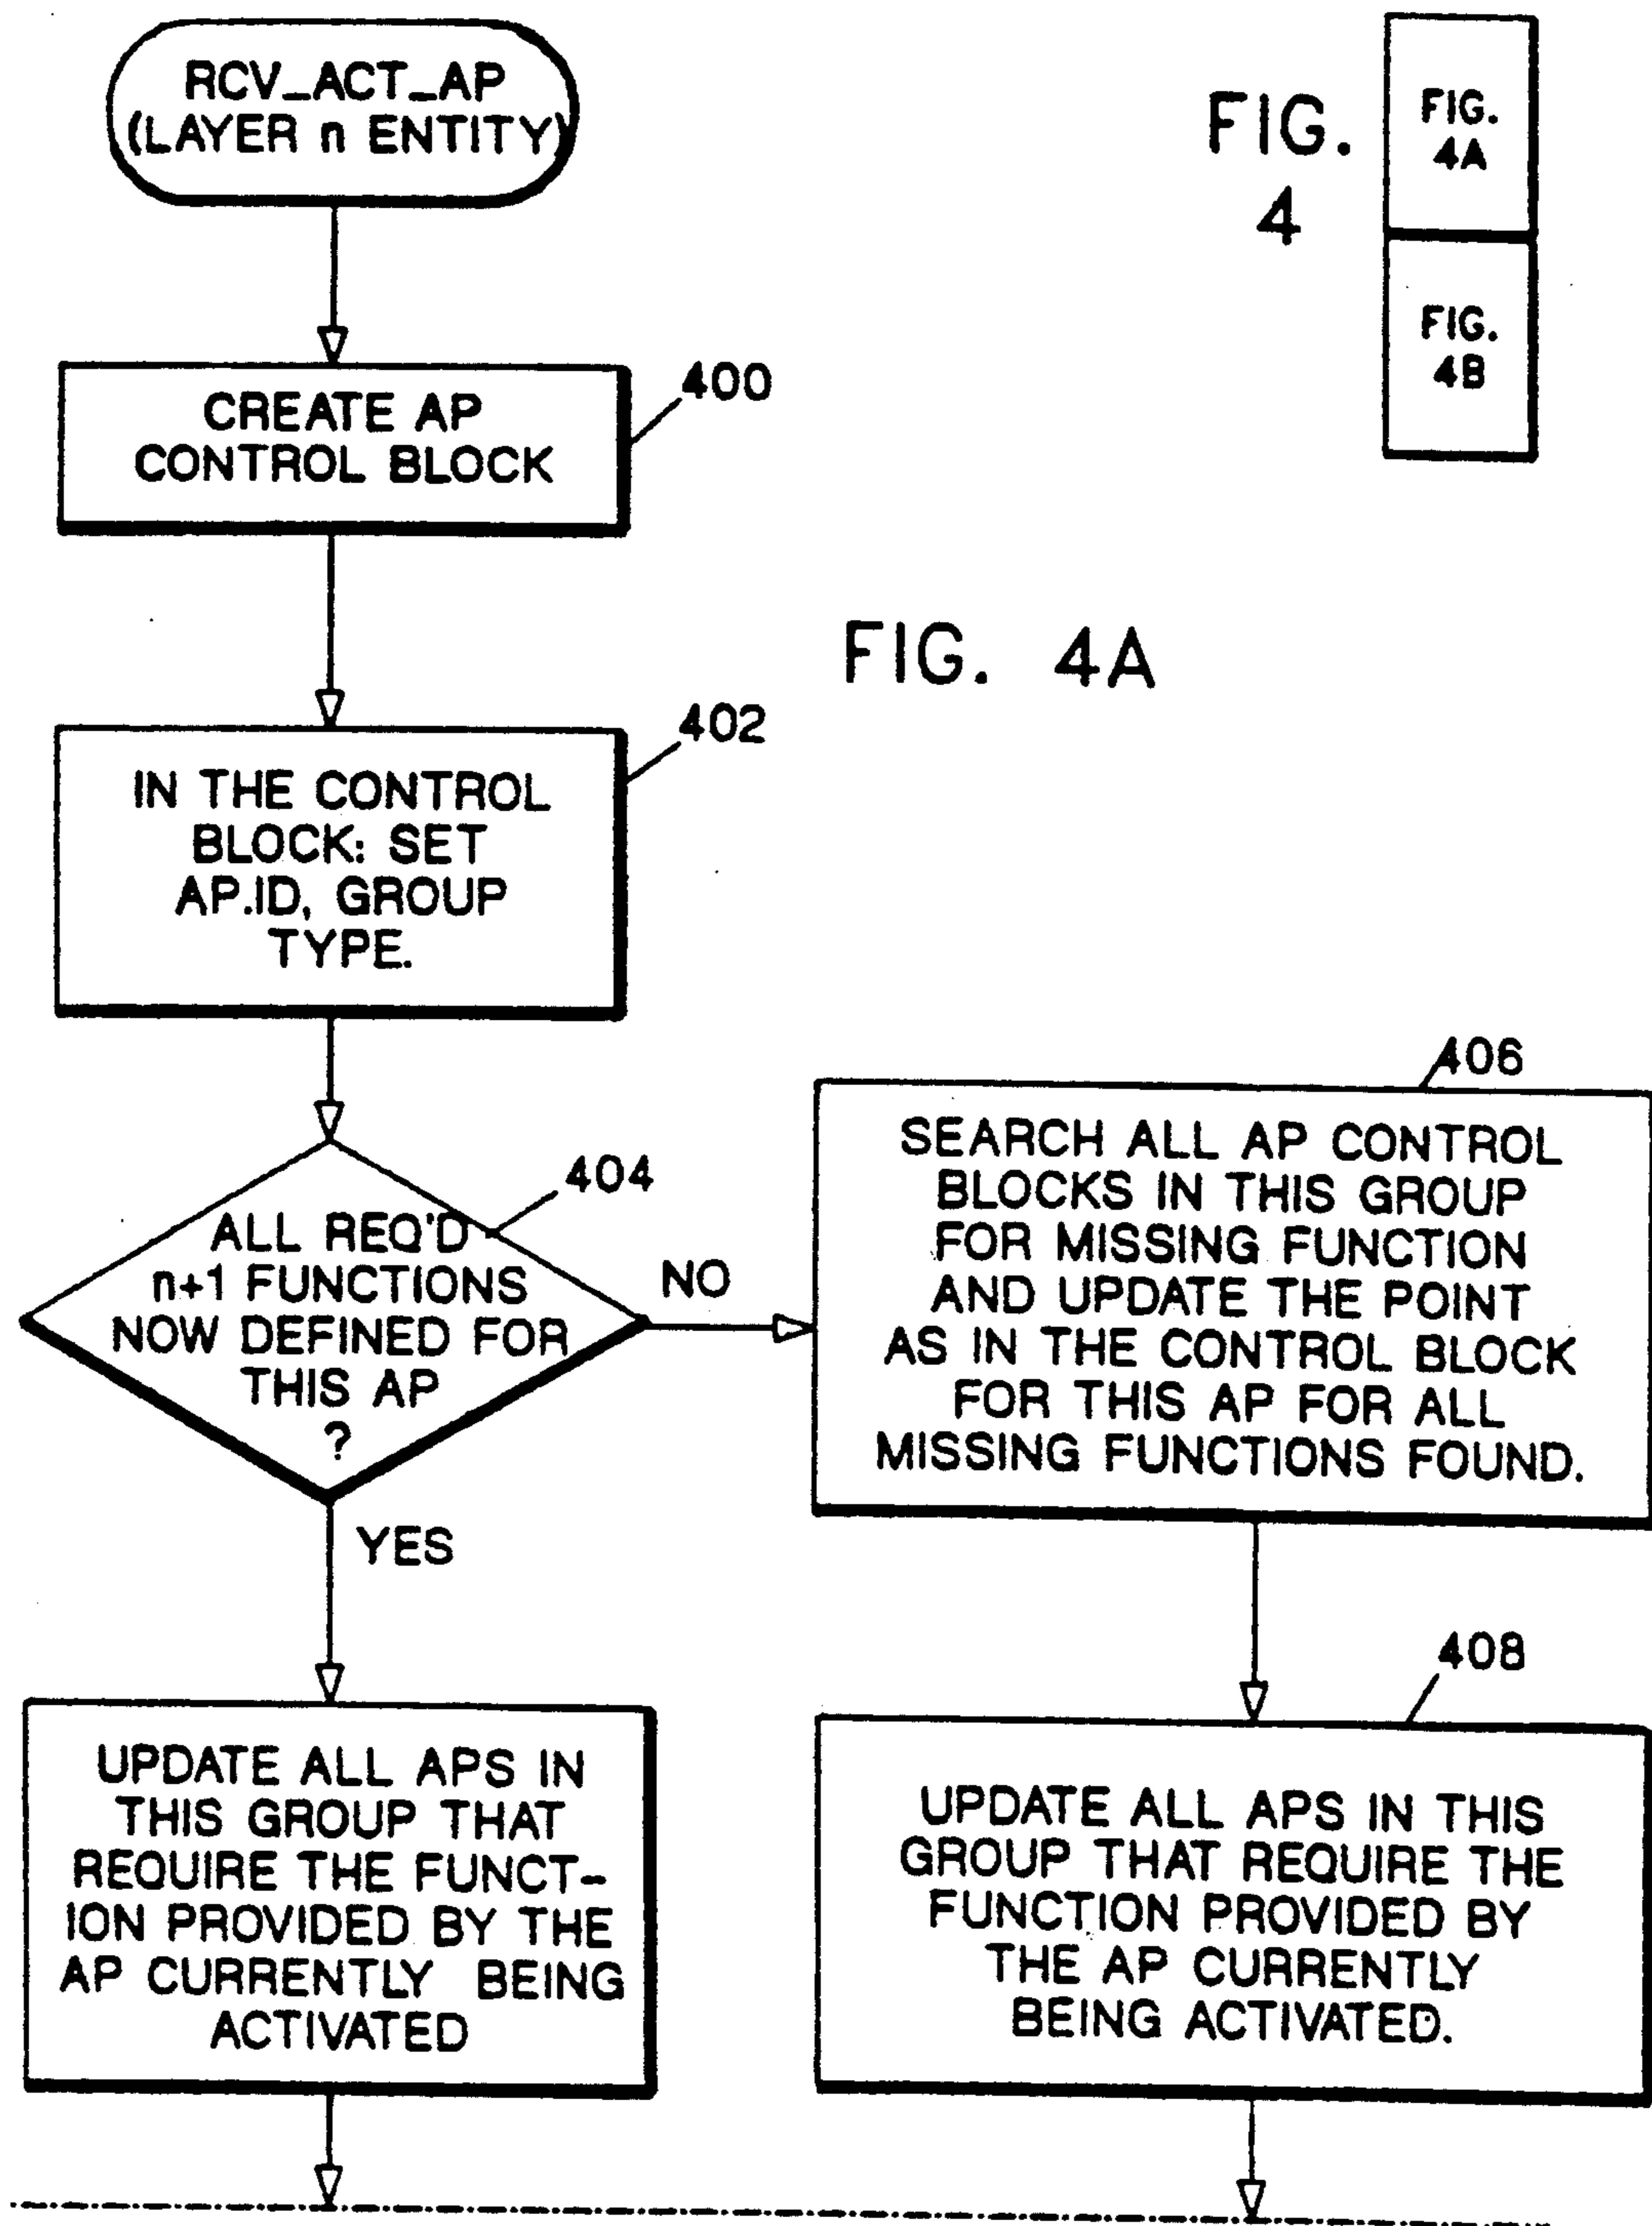 RCV_ACT_AP
(LAYER n ENTITY)
FIG.
4
FIG.
4A
FIG.
4B
400
CREATE AP
CONTROL BLOCK
FIG. 4A
402
IN THE CONTROL
BLOCK: SET
AP.ID, GROUP
TYPE.
404
ALL REQ'D
n+1 FUNCTIONS
NOW DEFINED FOR
THIS AP
?
NO
YES
406
SEARCH ALL AP CONTROL
BLOCKS IN THIS GROUP
FOR MISSING FUNCTION
AND UPDATE THE POINT
AS IN THE CONTROL BLOCK
FOR THIS AP FOR ALL
MISSING FUNCTIONS FOUND.
UPDATE ALL APS IN
THIS GROUP THAT
REQUIRE THE FUNCT-
ION PROVIDED BY THE
AP CURRENTLY BEING
ACTIVATED
408
UPDATE ALL APS IN THIS
GROUP THAT REQUIRE THE
FUNCTION PROVIDED BY
THE AP CURRENTLY
BEING ACTIVATED.